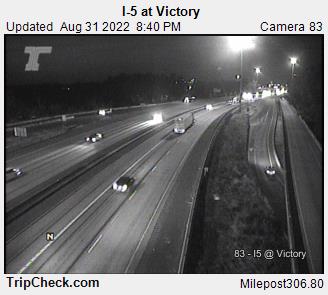 I-5 at Victory
Updated Aug 31 2022 8:40 PM Camera 83
T
N
83 - I5 @ Victory
TripCheck.com Milepost306.80